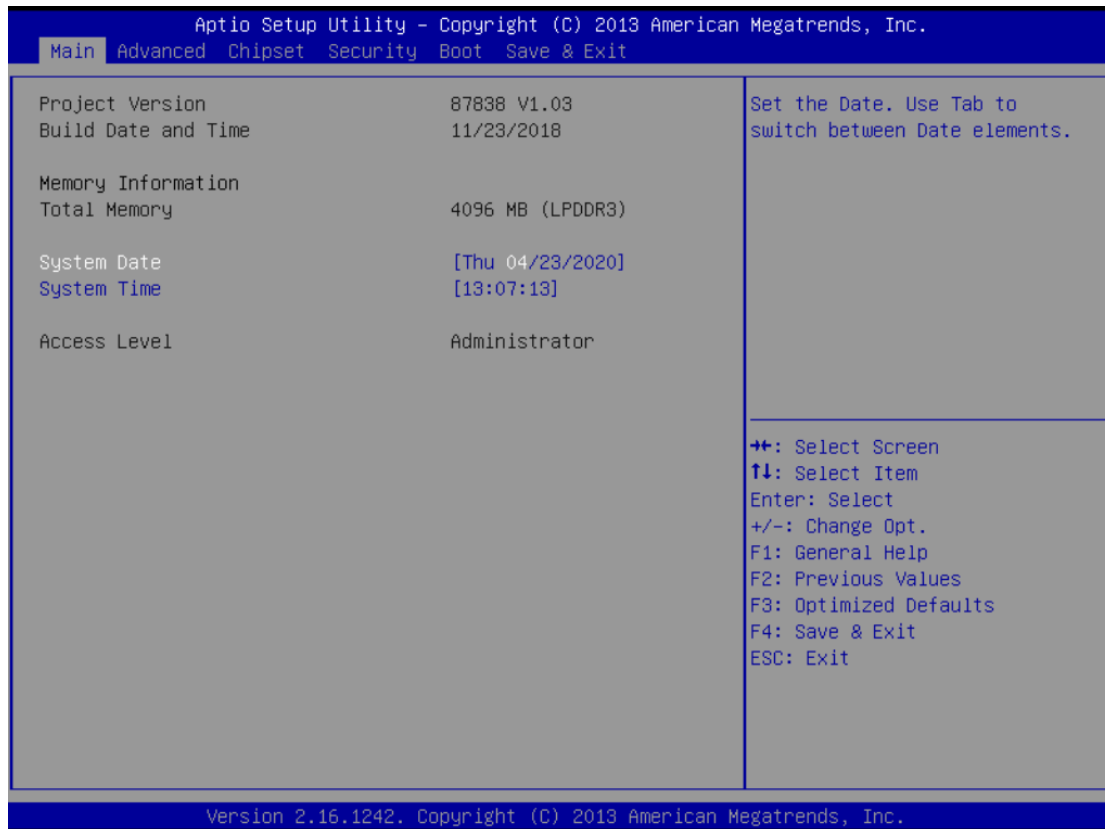 Aptio Setup Utility – Copyright (C) 2013 American Megatrends, Inc.
Main Advanced Chipset Security Boot Save & Exit
Project Version 87838 V1.03
Build Date and Time 11/23/2018
Memory Information
Total Memory 4096 MB (LPDDR3)
System Date [Thu 04/23/2020]
System Time [13:07:13]
Access Level Administrator
Set the Date. Use Tab to
switch between Date elements.
→←: Select Screen
↑↓: Select Item
Enter: Select
+/-: Change Opt.
F1: General Help
F2: Previous Values
F3: Optimized Defaults
F4: Save & Exit
ESC: Exit
Version 2.16.1242. Copyright (C) 2013 American Megatrends, Inc.